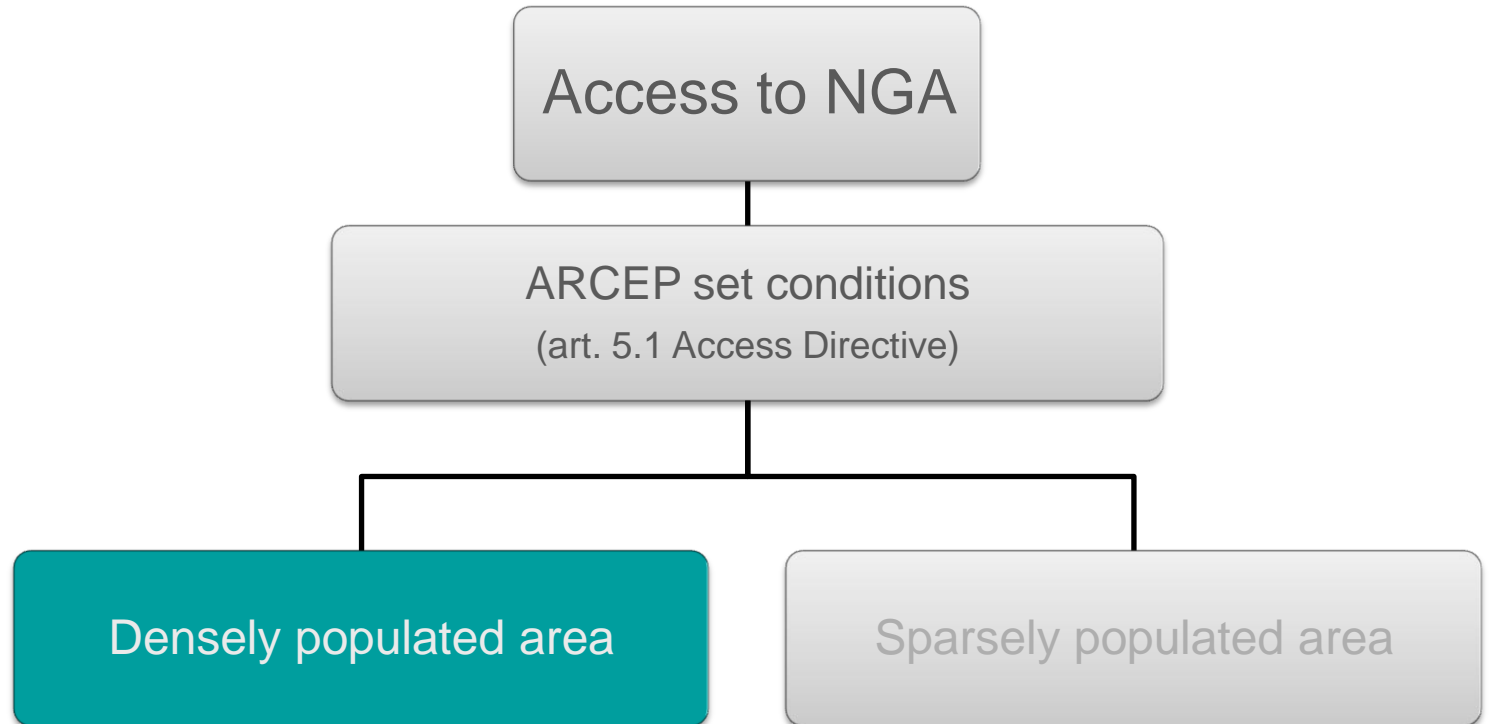 Access to NGA
ARCEP set conditions
(art. 5.1 Access Directive)
Densely populated area
Sparsely populated area